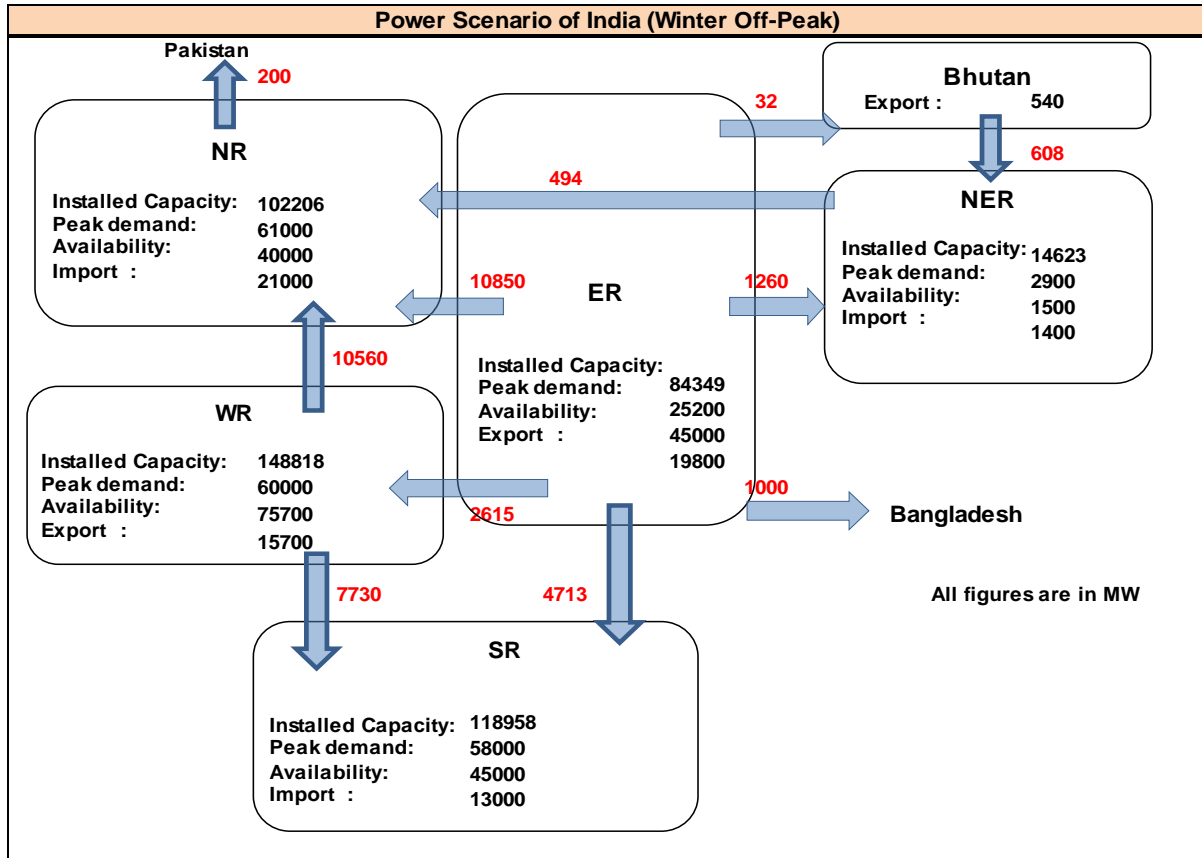 Power Scenario of India (Winter Off-Peak)
Pakistan
200
NR
Installed Capacity: 102206
Peak demand: 61000
Availability: 40000
Import : 21000
32
Bhutan
Export : 540
608
494
NER
Installed Capacity: 14623
Peak demand: 2900
Availability: 1500
Import : 1400
10850
ER
1260
Installed Capacity: 84349
Peak demand: 25200
Availability: 45000
Export : 19800
10560
WR
Installed Capacity: 148818
Peak demand: 60000
Availability: 75700
Export : 15700
2615
1000
Bangladesh
7730
4713
All figures are in MW
SR
Installed Capacity: 118958
Peak demand: 58000
Availability: 45000
Import : 13000